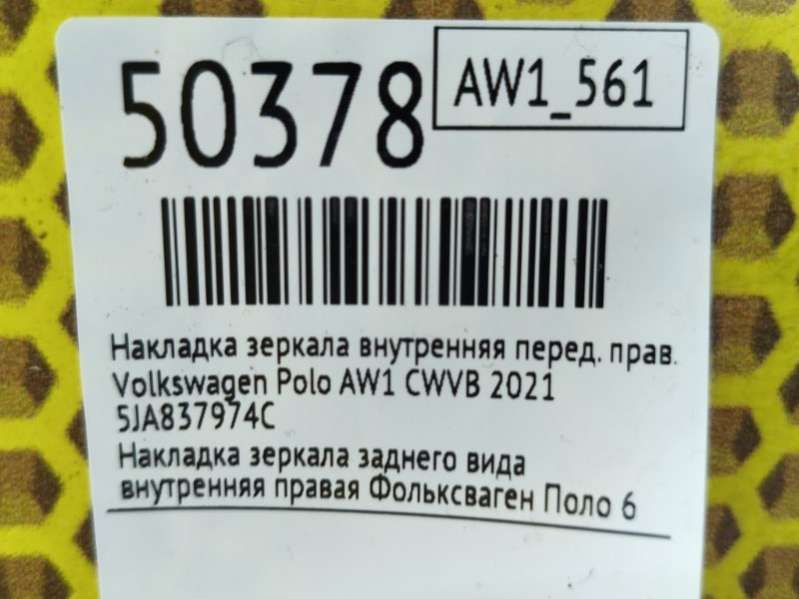 50378
AW1_561
Накладка зеркала внутренняя перед. прав.
Volkswagen Polo AW1 CWVB 2021
5JA837974C
Накладка зеркала заднего вида
внутренняя правая Фольксваген Поло 6